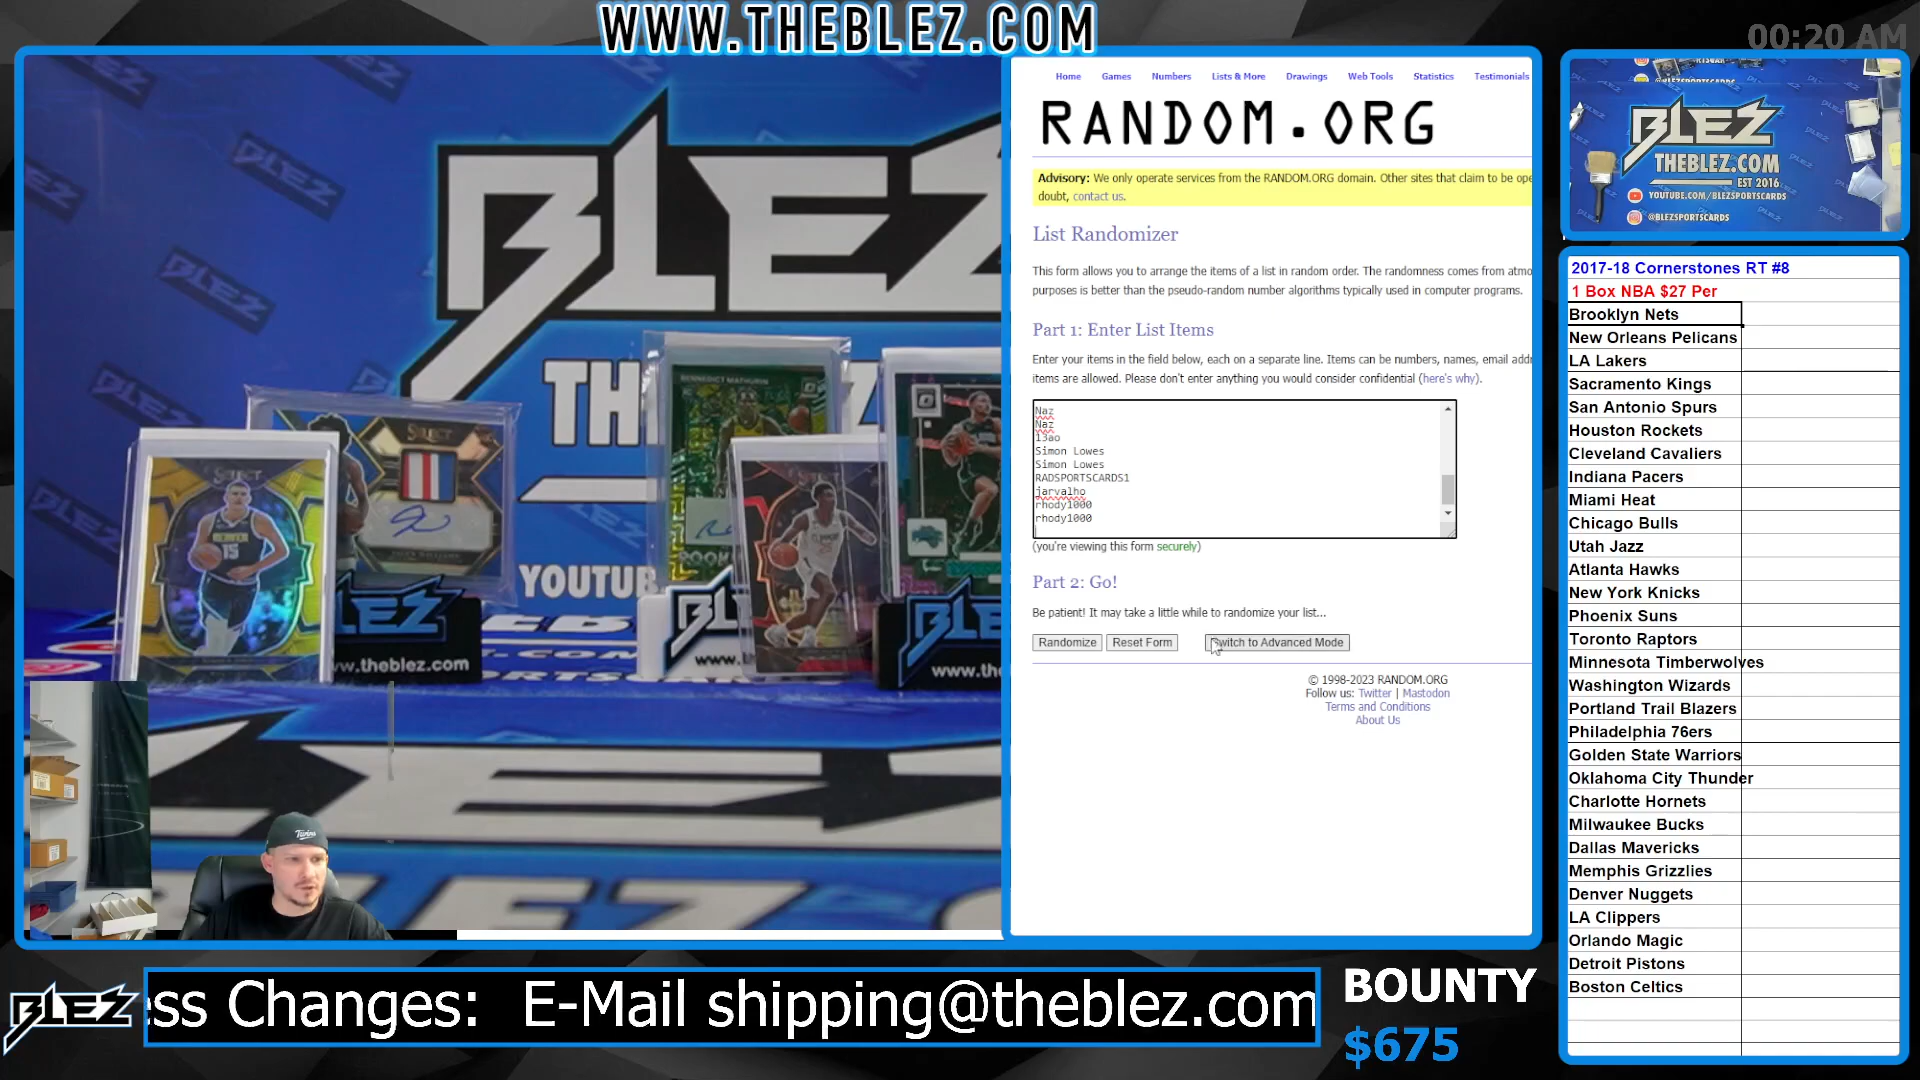 WWW.THEBLEZ.COM
00:20 AM
BLEZ
BENEDICT MATHURIN
SELECT
15
YOUTUB
www.theblez.com
Home Games Numbers Lists & More Drawings Web Tools Statistics Testimonials
RANDOM.ORG
Advisory: We only operate services from the RANDOM.ORG domain. Other sites that claim to be ope
doubt, contact us.
List Randomizer
This form allows you to arrange the items of a list in random order. The randomness comes from atmo
purposes is better than the pseudo-random number algorithms typically used in computer programs.
Part 1: Enter List Items
Enter your items in the field below, each on a separate line. Items can be numbers, names, email addr
items are allowed. Please don't enter anything you would consider confidential (here's why).
Naz
Naz
13ao
Simon Lowes
Simon Lowes
RADSPORTSCARDS1
jarvalho
rhody1000
rhody1000
(you're viewing this form securely)
Part 2: Go!
Be patient! It may take a little while to randomize your list...
Randomize Reset Form Switch to Advanced Mode
© 1998-2023 RANDOM.ORG
Follow us: Twitter | Mastodon
Terms and Conditions
About Us
BLEZ
THEBLEZ.COM
EST 2016
YOUTUBE.COM/BLEZSPORTSCARDS
@BLEZSPORTSCARDS
2017-18 Cornerstones RT #8
1 Box NBA $27 Per
Brooklyn Nets
New Orleans Pelicans
LA Lakers
Sacramento Kings
San Antonio Spurs
Houston Rockets
Cleveland Cavaliers
Indiana Pacers
Miami Heat
Chicago Bulls
Utah Jazz
Atlanta Hawks
New York Knicks
Phoenix Suns
Toronto Raptors
Minnesota Timberwolves
Washington Wizards
Portland Trail Blazers
Philadelphia 76ers
Golden State Warriors
Oklahoma City Thunder
Charlotte Hornets
Milwaukee Bucks
Dallas Mavericks
Memphis Grizzlies
Denver Nuggets
LA Clippers
Orlando Magic
Detroit Pistons
Boston Celtics
BLEZ
ss Changes: E-Mail shipping@theblez.com
BOUNTY
$675